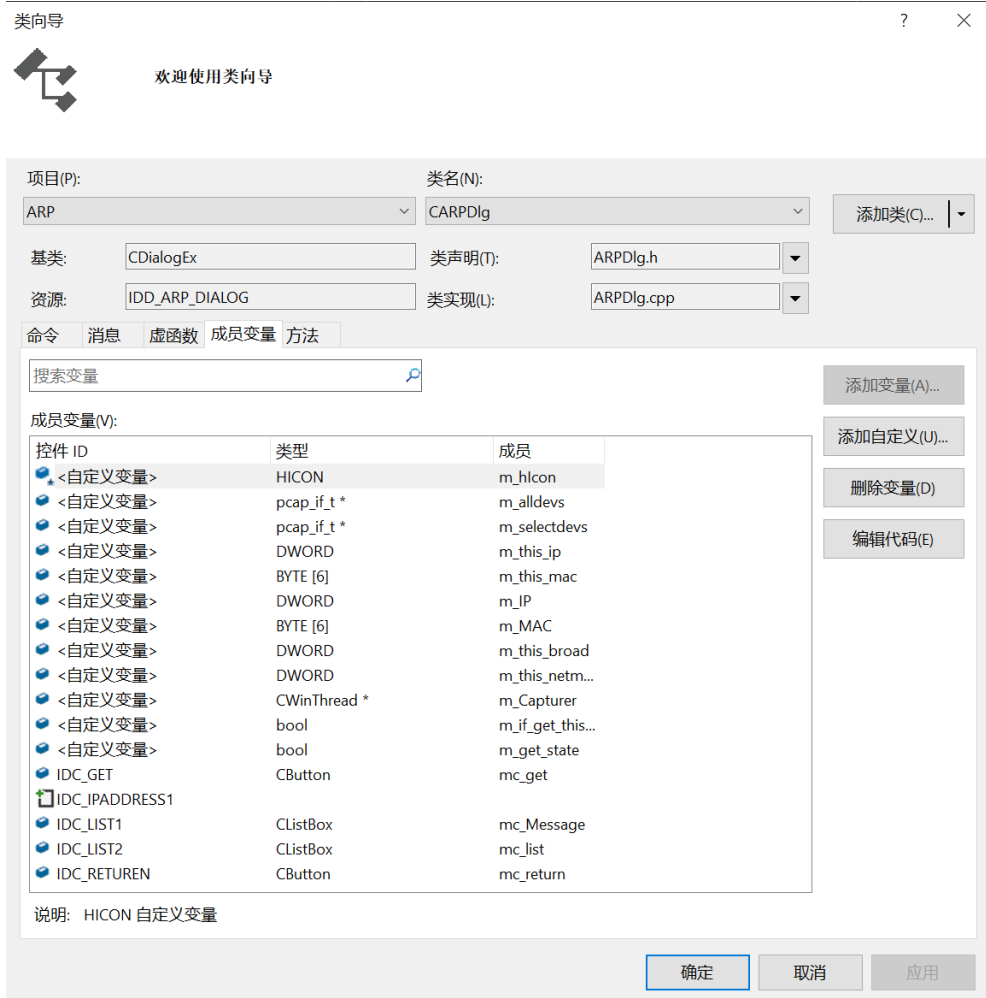 类向导 ?
欢迎使用类向导
项目(P): 类名(N):
ARP CARPDlg 添加类(C)...
基类: CDialogEx 类声明(T): ARPDlg.h
资源: IDD_ARP_DIALOG 类实现(L): ARPDlg.cpp
命令 消息 虚函数 成员变量 方法
搜索变量 添加变量(A)...
成员变量(V): 添加自定义(U)...
控件 ID 类型 成员
<自定义变量> HICON m_hIcon
删除变量(D)
<自定义变量> pcap_if_t * m_alldevs
<自定义变量> pcap_if_t * m_selectdevs
编辑代码(E)
<自定义变量> DWORD m_this_ip
<自定义变量> BYTE [6] m_this_mac
<自定义变量> DWORD m_IP
<自定义变量> BYTE [6] m_MAC
<自定义变量> DWORD m_this_broad
<自定义变量> DWORD m_this_netm...
<自定义变量> CWinThread * m_Capturer
<自定义变量> bool m_if_get_this...
<自定义变量> bool m_get_state
IDC_GET CButton mc_get
IDC_IPADDRESS1
IDC_LIST1 CListBox mc_Message
IDC_LIST2 CListBox mc_list
IDC_RETUREN CButton mc_return
说明: HICON 自定义变量
确定 取消 应用